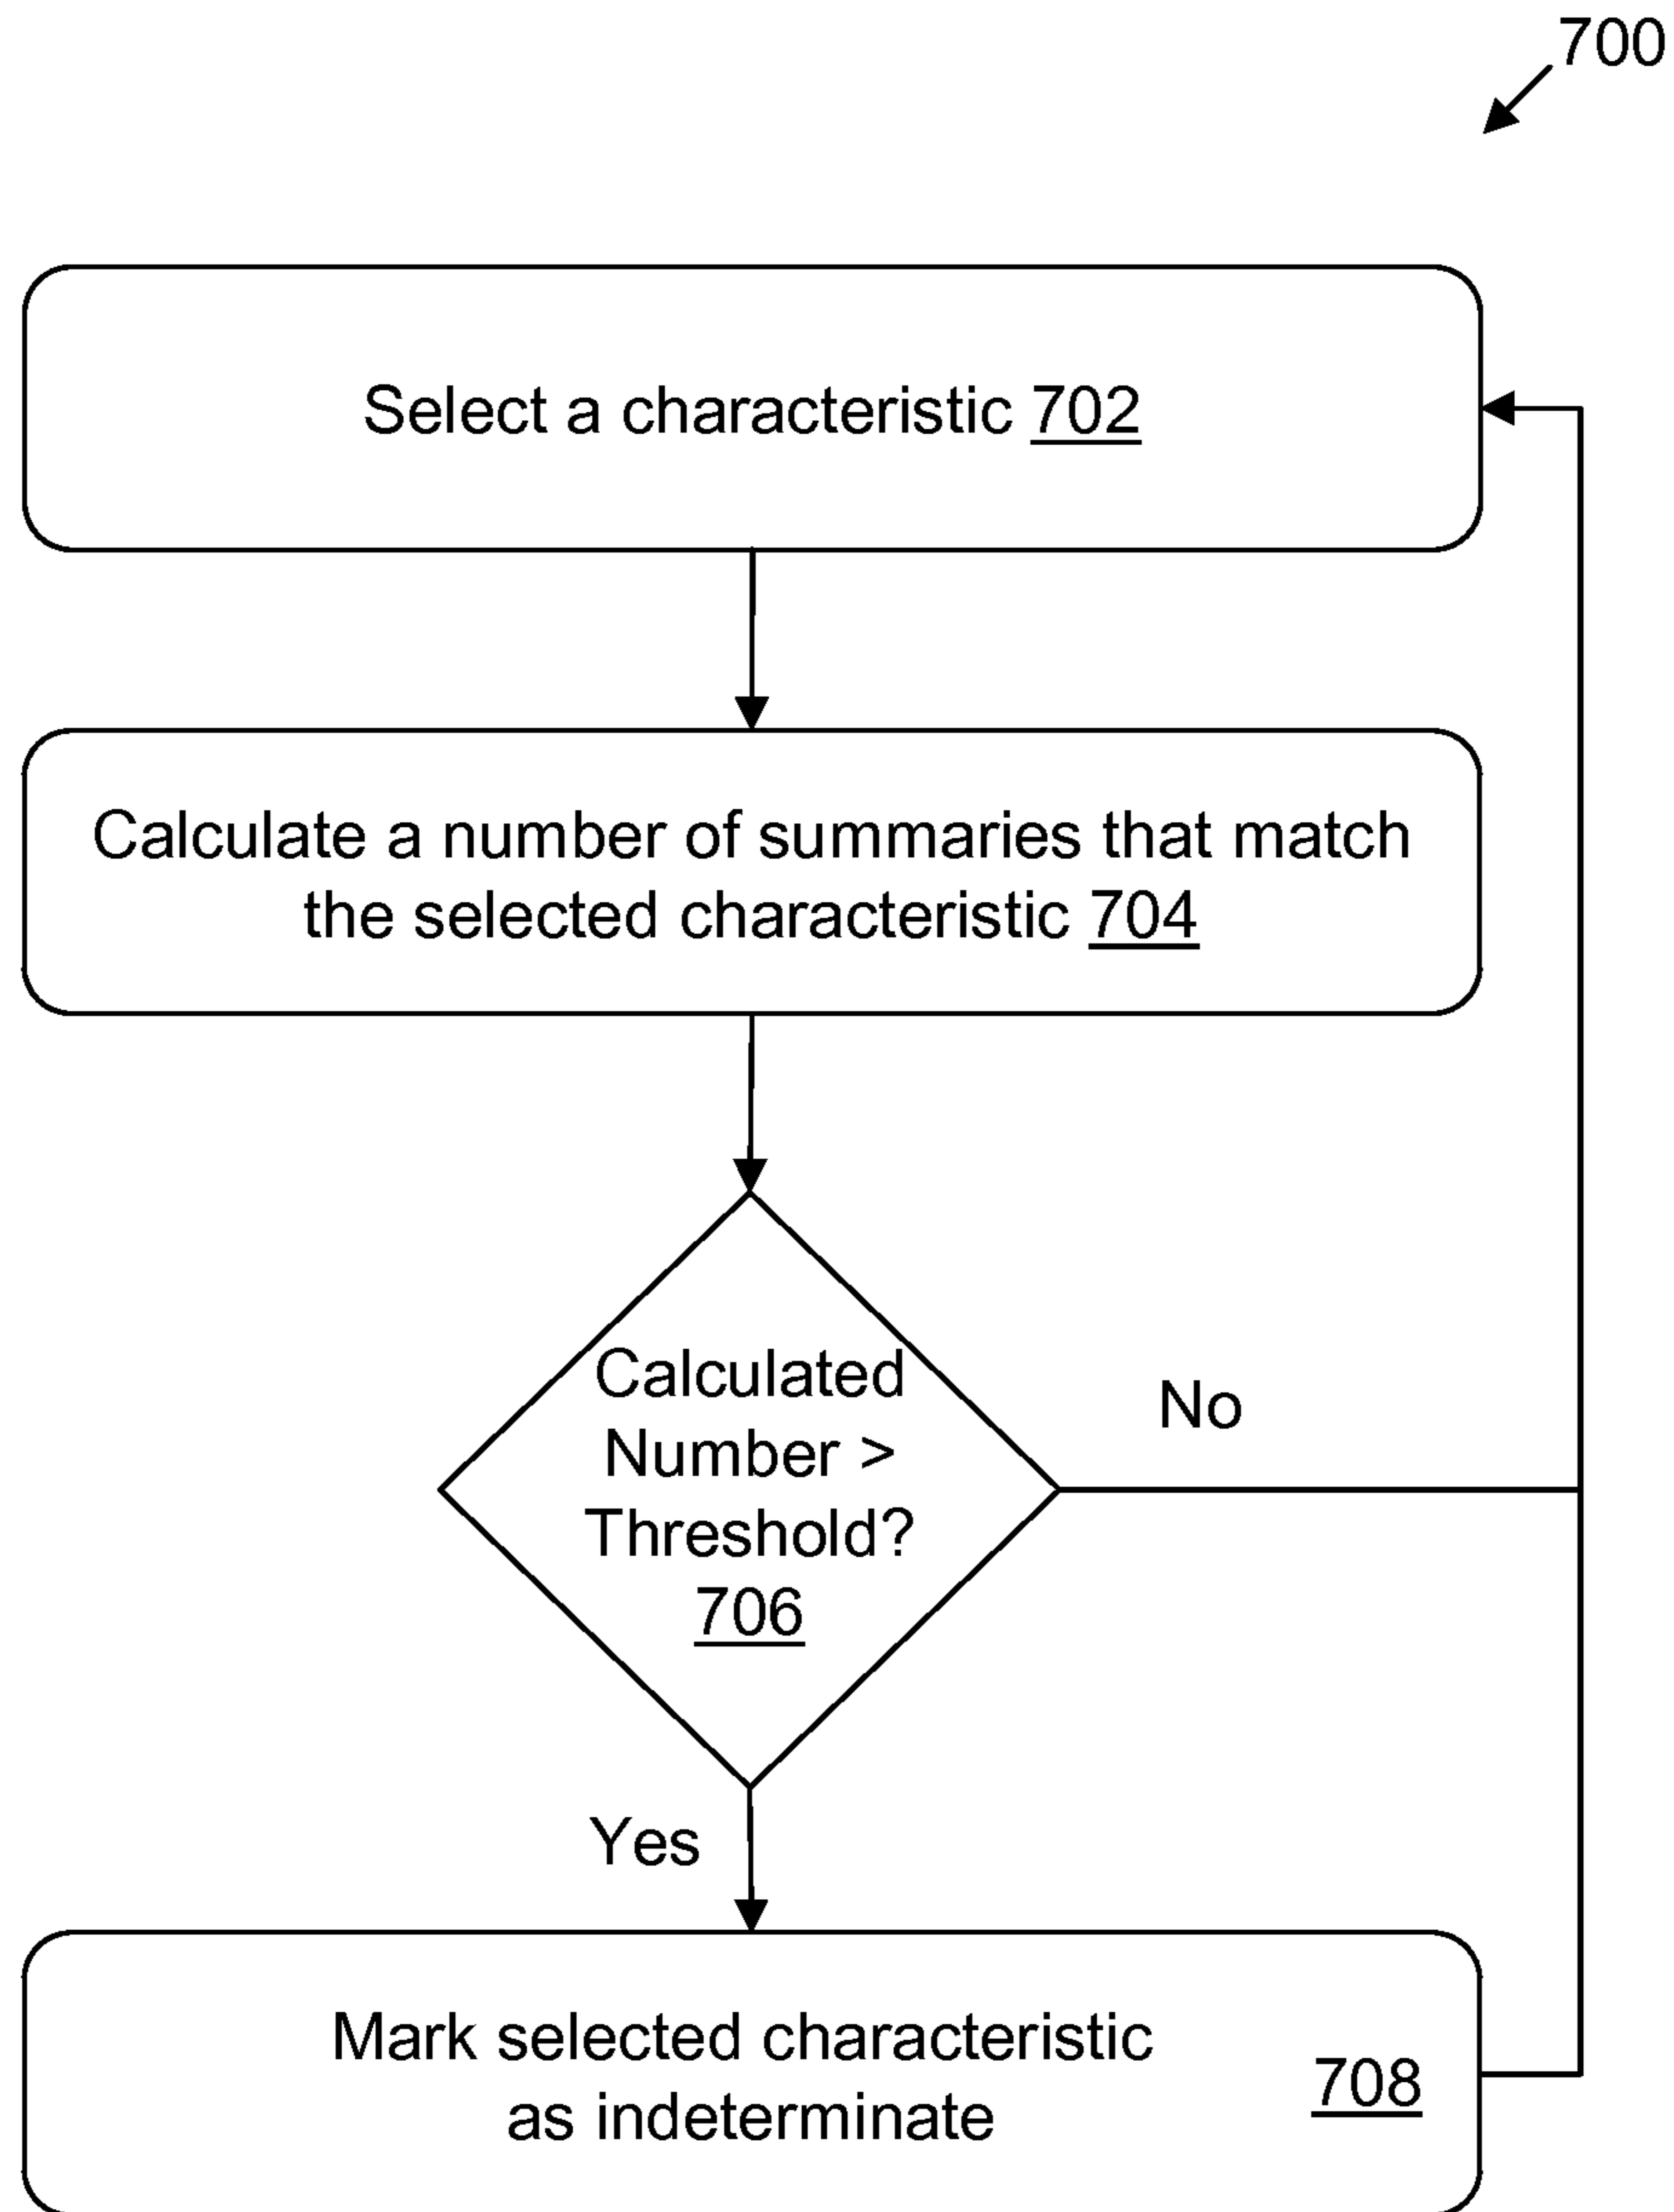 700
Select a characteristic 702
Calculate a number of summaries that match
the selected characteristic 704
Calculated
Number >
Threshold?
706
No
Yes
Mark selected characteristic
as indeterminate
708